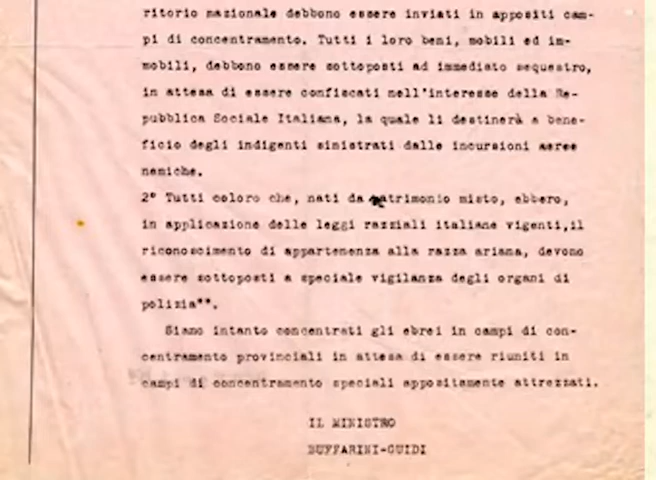 ritorio nazionale debbono essere inviati in appositi cam-
pi di concentramento. Tutti i loro beni, mobili ed im-
mobili, debbono essere sottoposti ad immediato sequestro,
in attesa di essere confiscati nell'interesse della Re-
pubblica Sociale Italiana, la quale li destinerà a bene-
ficio degli indigenti sinistrati dalle incursioni aeree
nemiche.
2° Tutti coloro che, nati da matrimonio misto, ebbero,
in applicazione delle leggi razziali italiane vigenti,il
riconoscimento di appartenenza alla razza ariana, devono
essere sottoposti a speciale vigilanza degli organi di
polizia"".
Siano intanto concentrati gli ebrei in campi di con-
centramento provinciali in attesa di essere riuniti in
campi di concentramento speciali appositamente attrezzati.
IL MINISTRO
BUFFARINI-GUIDI